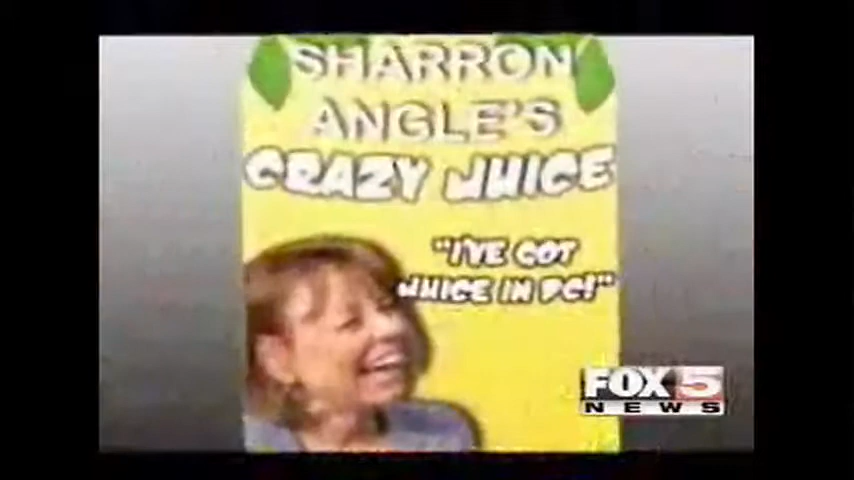 SHARRON
ANGLE'S
CRAZY JUICE
"I'VE GOT
JUICE IN DC!"
FOX 5
NEWS